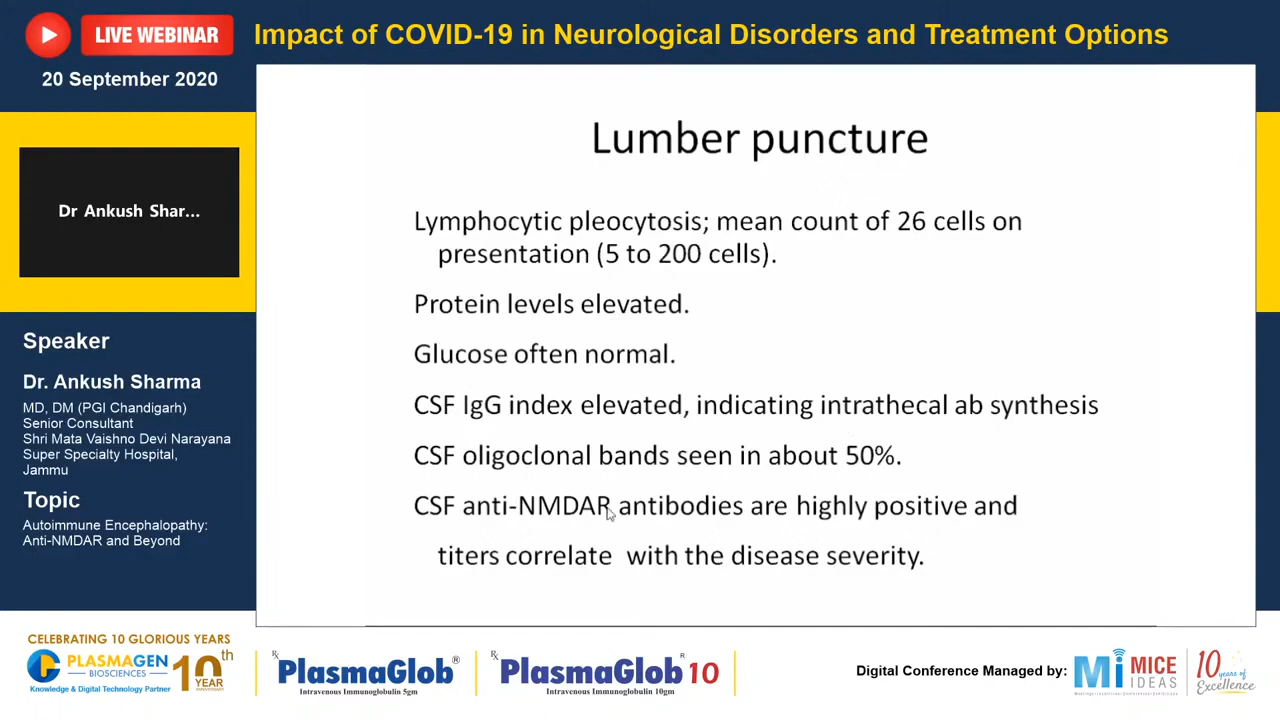 LIVE WEBINAR
20 September 2020
Impact of COVID-19 in Neurological Disorders and Treatment Options
Dr Ankush Shar...
Speaker
Dr. Ankush Sharma
MD, DM (PGI Chandigarh)
Senior Consultant
Shri Mata Vaishno Devi Narayana
Super Specialty Hospital,
Jammu
Topic
Autoimmune Encephalopathy:
Anti-NMDAR and Beyond
Lumber puncture
Lymphocytic pleocytosis; mean count of 26 cells on
presentation (5 to 200 cells).
Protein levels elevated.
Glucose often normal.
CSF IgG index elevated, indicating intrathecal ab synthesis
CSF oligoclonal bands seen in about 50%.
CSF anti-NMDAR antibodies are highly positive and
titers correlate with the disease severity.
CELEBRATING 10 GLORIOUS YEARS
PLASMAGEN
BIOSCIENCES
Knowledge & Digital Technology Partner
10th
YEAR
℞
PlasmaGlob®
Intravenous Immunoglobulin 5gm
℞
PlasmaGlob 10
R
Intravenous Immunoglobulin 10gm
Digital Conference Managed by:
Mi MICE
IDEAS
10 years of
Excellence